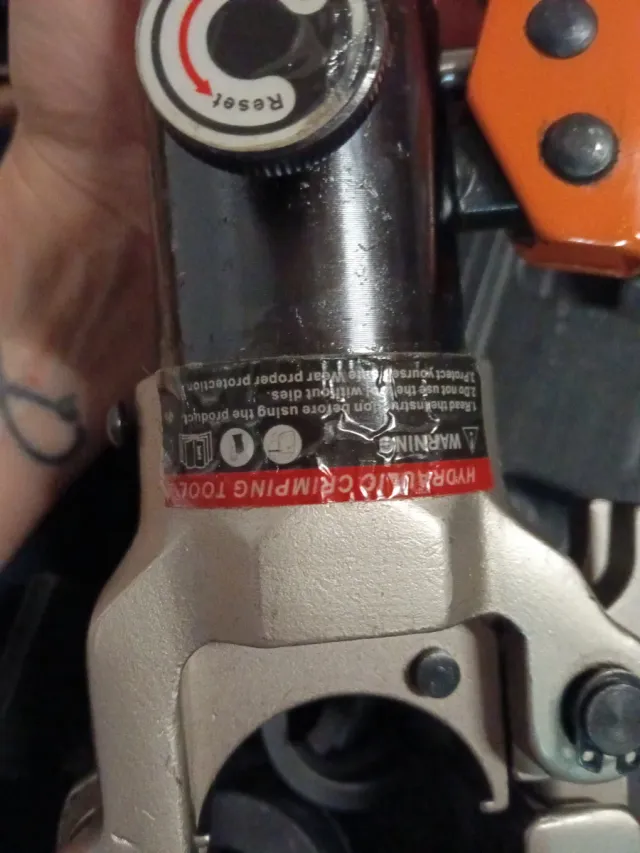 HYDRAULIC CRIMPING TOOL
WARNING
1.Read the Instruction before using the product.
2.Do not use the tool without dies.
3.Protect yourself Wear proper protection
Reset